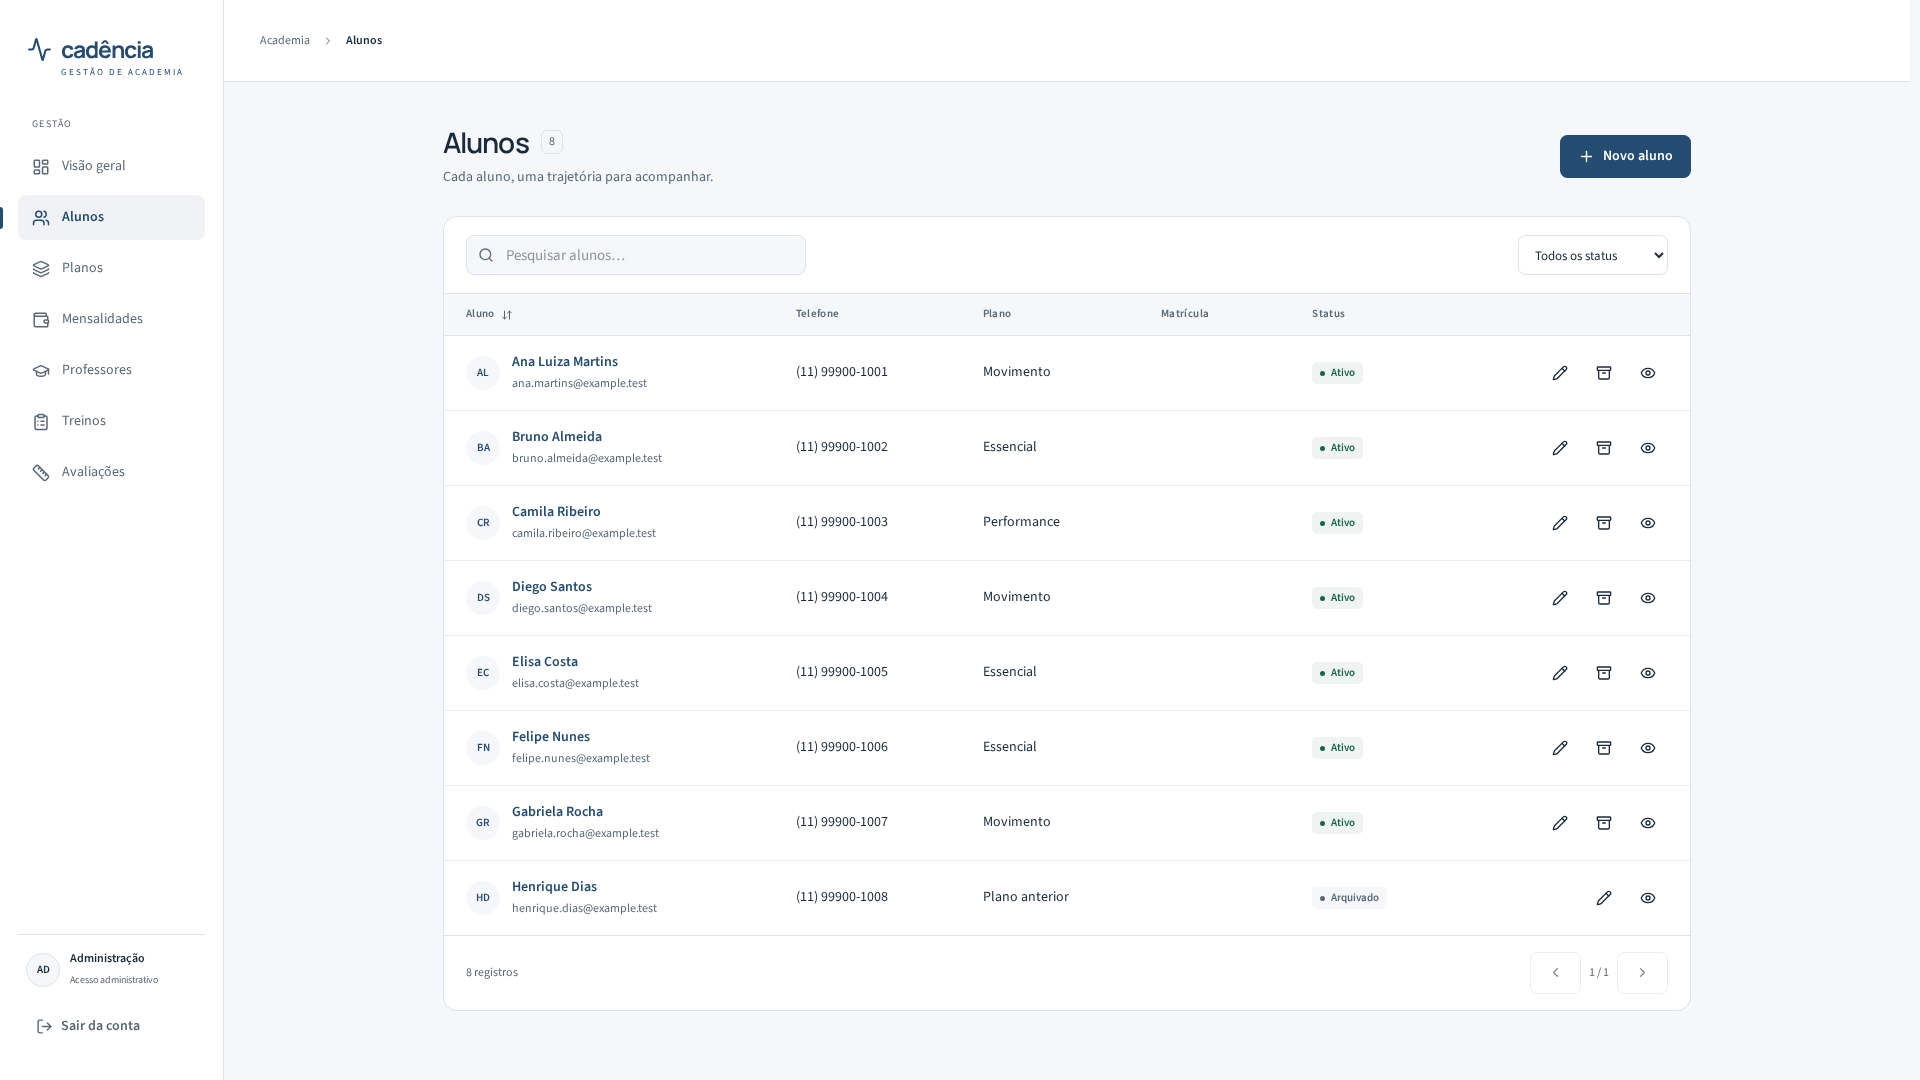 cadência
GESTÃO DE ACADEMIA
GESTÃO
Visão geral
Alunos
Planos
Mensalidades
Professores
Treinos
Avaliações
AD
Administração
Acesso administrativo
Sair da conta
Academia > Alunos
Alunos 8
Cada aluno, uma trajetória para acompanhar.
Novo aluno
Pesquisar alunos…
Todos os status
Aluno Telefone Plano Matrícula Status
AL Ana Luiza Martins (11) 99900-1001 Movimento Ativo
ana.martins@example.test
BA Bruno Almeida (11) 99900-1002 Essencial Ativo
bruno.almeida@example.test
CR Camila Ribeiro (11) 99900-1003 Performance Ativo
camila.ribeiro@example.test
DS Diego Santos (11) 99900-1004 Movimento Ativo
diego.santos@example.test
EC Elisa Costa (11) 99900-1005 Essencial Ativo
elisa.costa@example.test
FN Felipe Nunes (11) 99900-1006 Essencial Ativo
felipe.nunes@example.test
GR Gabriela Rocha (11) 99900-1007 Movimento Ativo
gabriela.rocha@example.test
HD Henrique Dias (11) 99900-1008 Plano anterior Arquivado
henrique.dias@example.test
8 registros
1 / 1